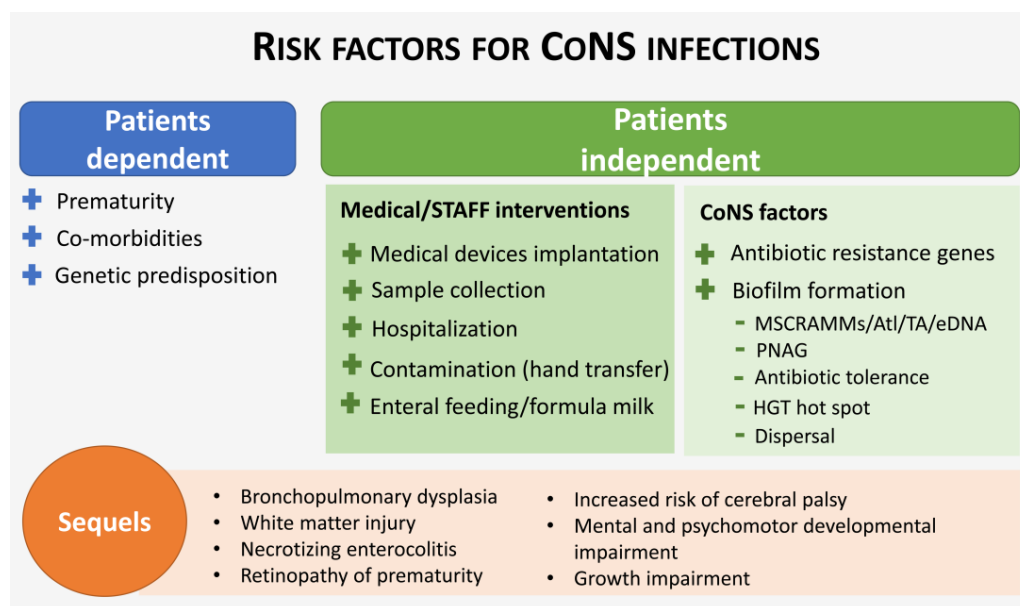 RISK FACTORS FOR CoNS INFECTIONS
Patients
dependent
Prematurity
Co-morbidities
Genetic predisposition
Patients
independent
Medical/STAFF interventions
Medical devices implantation
Sample collection
Hospitalization
Contamination (hand transfer)
Enteral feeding/formula milk
CoNS factors
Antibiotic resistance genes
Biofilm formation
- MSCRAMMs/Atl/TA/eDNA
- PNAG
- Antibiotic tolerance
- HGT hot spot
- Dispersal
Sequels
• Bronchopulmonary dysplasia
• White matter injury
• Necrotizing enterocolitis
• Retinopathy of prematurity
• Increased risk of cerebral palsy
• Mental and psychomotor developmental
impairment
• Growth impairment